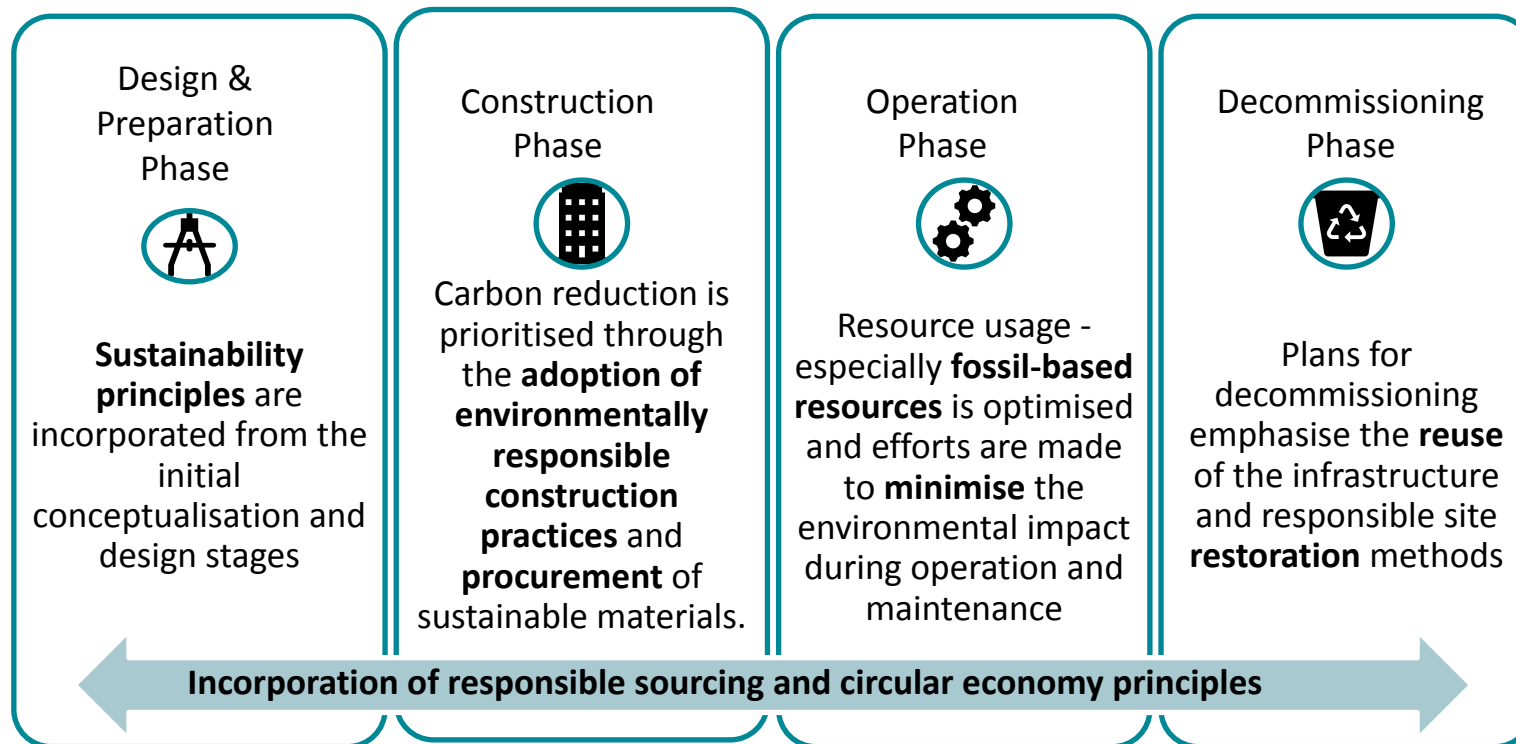 Design &
Preparation
Phase
Sustainability
principles are
incorporated from the
initial
conceptualisation and
design stages
Construction
Phase
Carbon reduction is
prioritised through
the adoption of
environmentally
responsible
construction
practices and
procurement of
sustainable materials.
Operation
Phase
Resource usage -
especially fossil-based
resources is optimised
and efforts are made
to minimise the
environmental impact
during operation and
maintenance
Decommissioning
Phase
Plans for
decommissioning
emphasise the reuse
of the infrastructure
and responsible site
restoration methods
Incorporation of responsible sourcing and circular economy principles